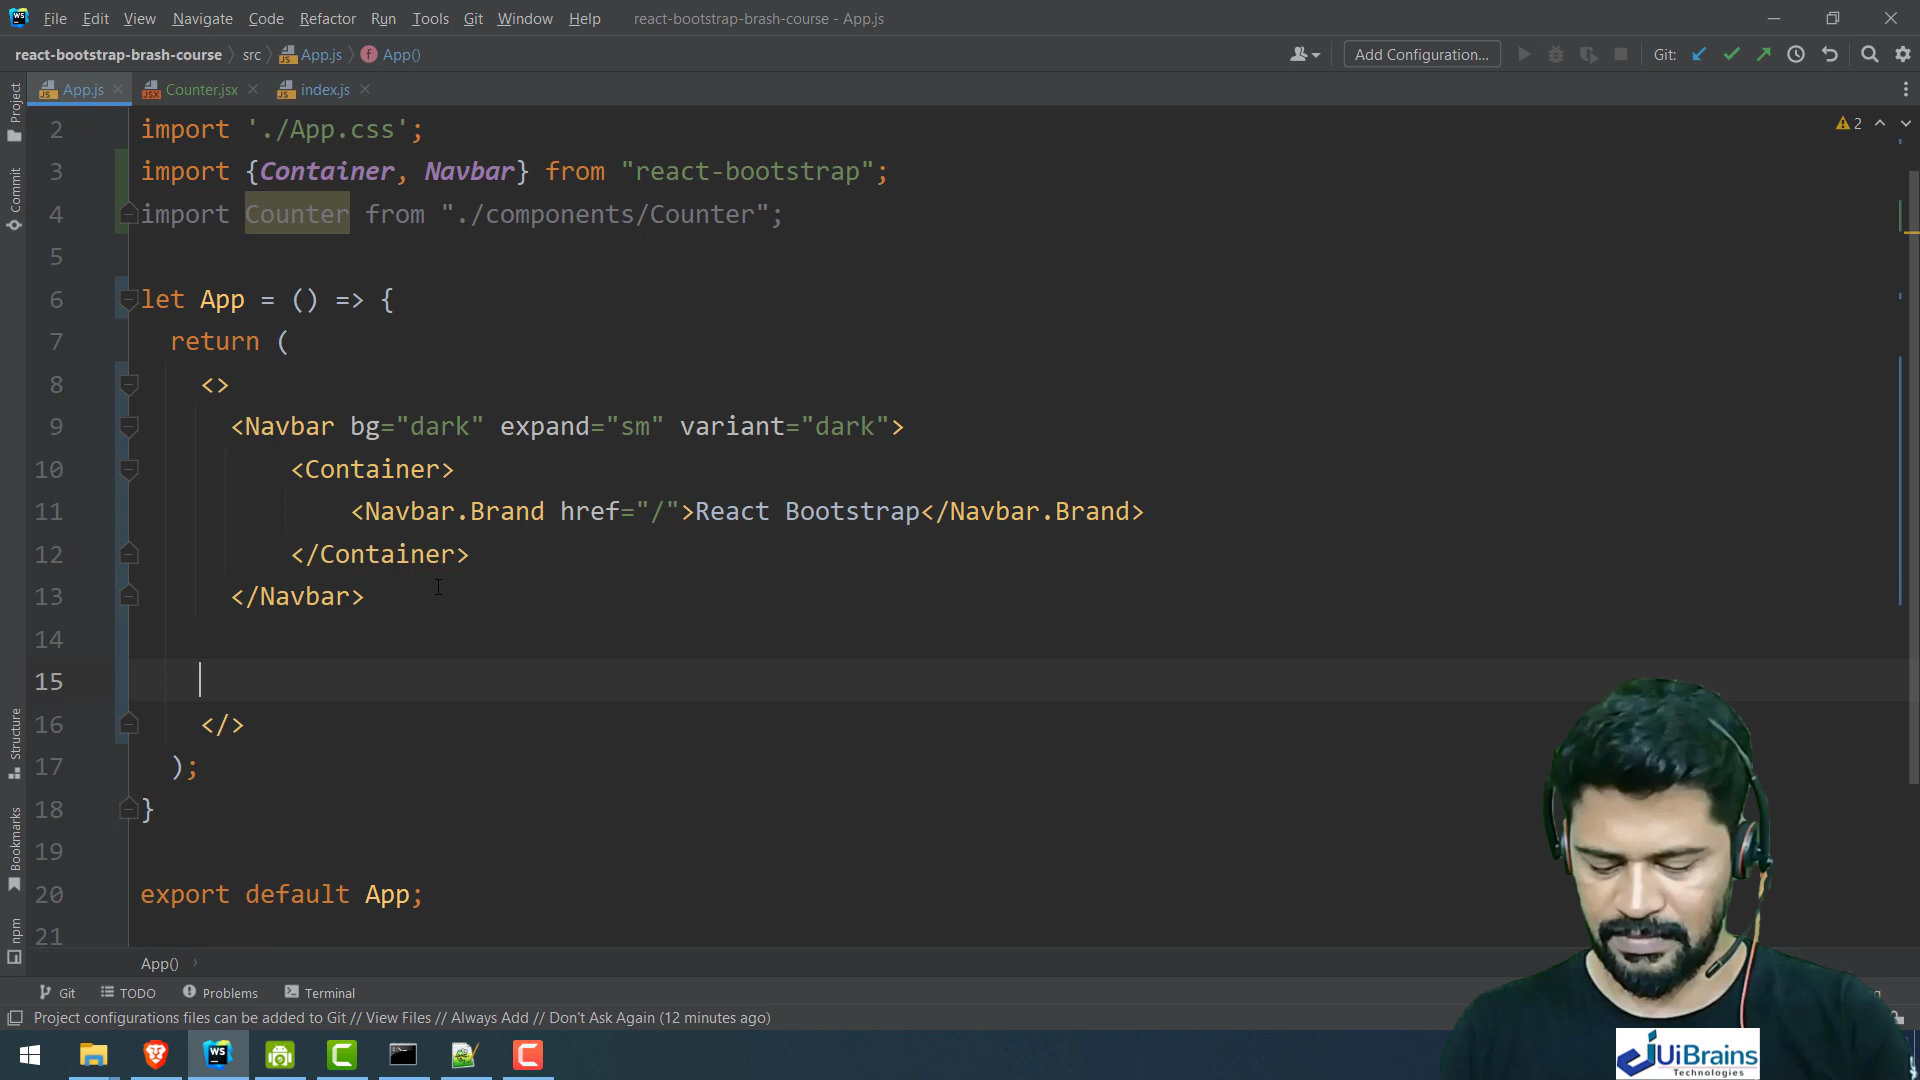 File Edit View Navigate Code Refactor Run Tools Git Window Help react-bootstrap-brash-course - App.js
react-bootstrap-brash-course src App.js App() Add Configuration... Git:
App.js Counter.jsx index.js
2 import './App.css';
3 import {Container, Navbar} from "react-bootstrap";
4 import Counter from "./components/Counter";
5
6 let App = () => {
7 return (
8 <>
9 <Navbar bg="dark" expand="sm" variant="dark">
10 <Container>
11 <Navbar.Brand href="/">React Bootstrap</Navbar.Brand>
12 </Container>
13 </Navbar>
14
15
16 </>
17 );
18 }
19
20 export default App;
21
2
Project
Commit
Structure
Bookmarks
npm
App()
Git TODO Problems Terminal
Project configurations files can be added to Git // View Files // Always Add // Don't Ask Again (12 minutes ago)
UiBrains
Technologies